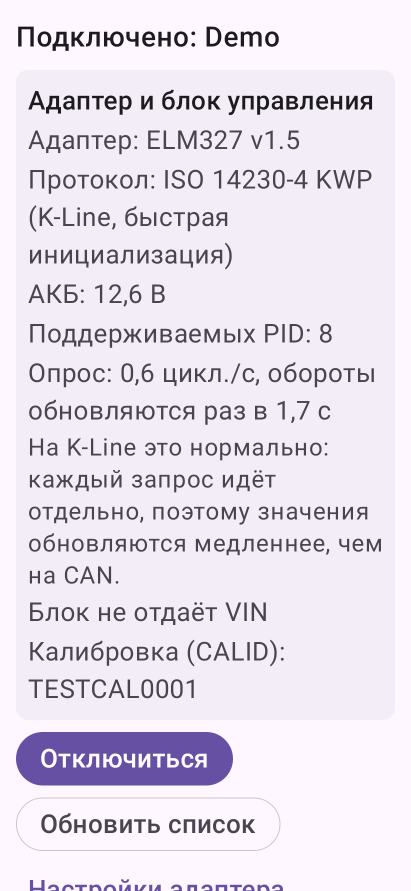 Подключено: Demo
Адаптер и блок управления
Адаптер: ELM327 v1.5
Протокол: ISO 14230-4 KWP
(K-Line, быстрая
инициализация)
АКБ: 12,6 В
Поддерживаемых PID: 8
Опрос: 0,6 цикл./с, обороты
обновляются раз в 1,7 с
На K-Line это нормально:
каждый запрос идёт
отдельно, поэтому значения
обновляются медленнее, чем
на CAN.
Блок не отдаёт VIN
Калибровка (CALID):
TESTCAL0001
Отключиться
Обновить список
Настройки адаптера